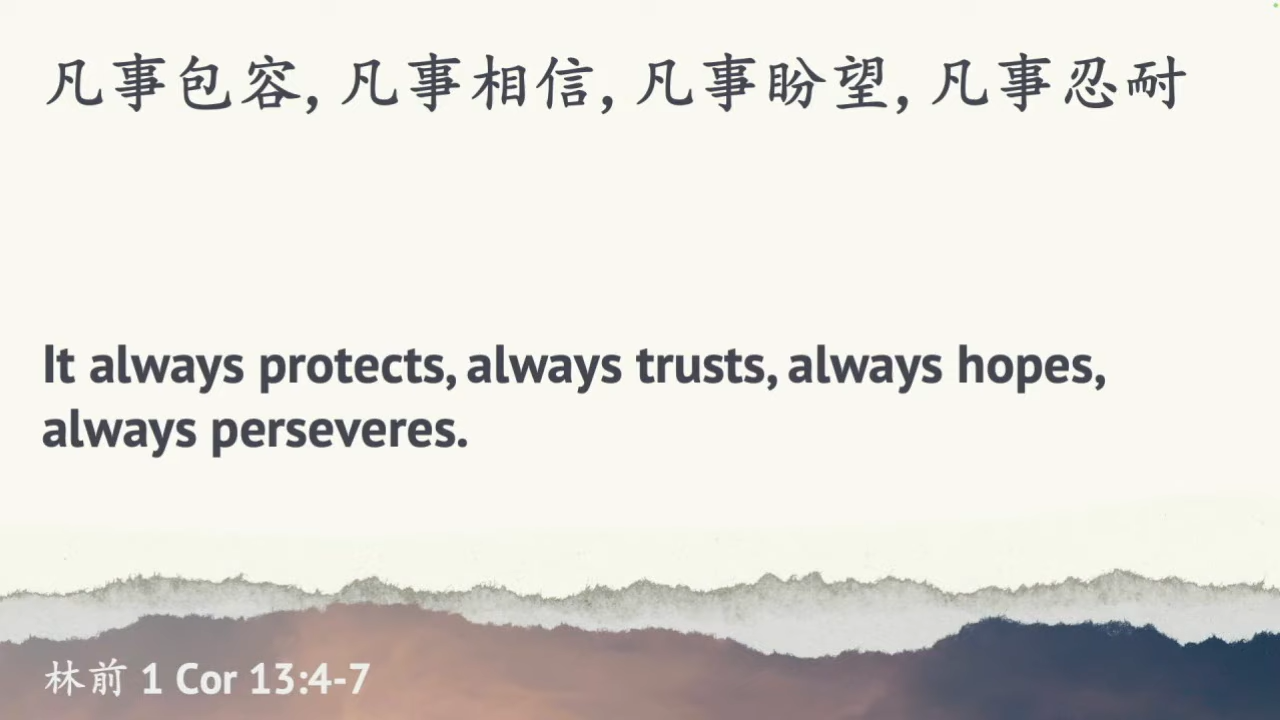 凡事包容, 凡事相信, 凡事盼望, 凡事忍耐
It always protects, always trusts, always hopes,
always perseveres.
林前 1 Cor 13:4-7